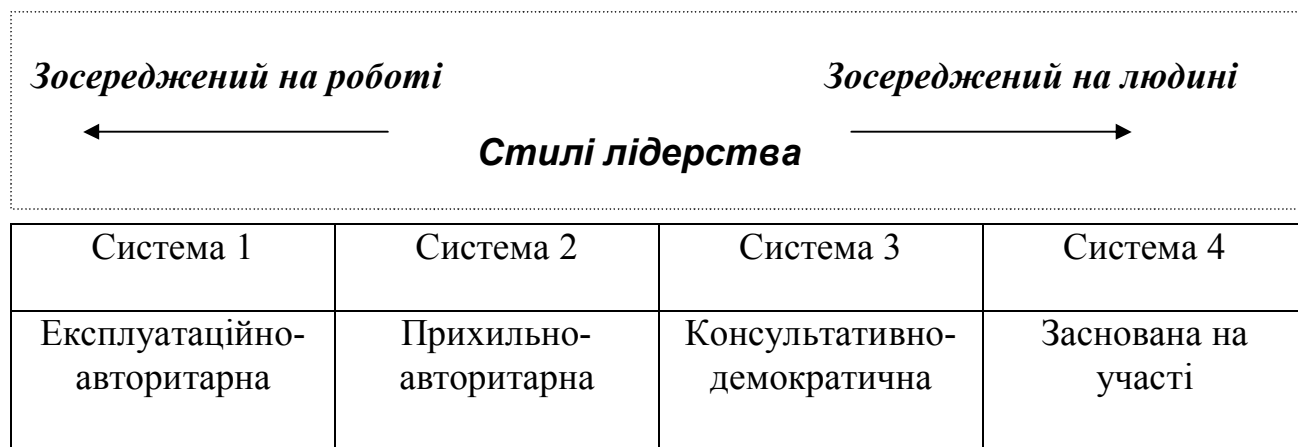 Зосереджений на роботі
Зосереджений на людині
Стилі лідерства
Система 1
Система 2
Система 3
Система 4
Експлуатаційно-
авторитарна
Прихильно-
авторитарна
Консультативно-
демократична
Заснована на
участі